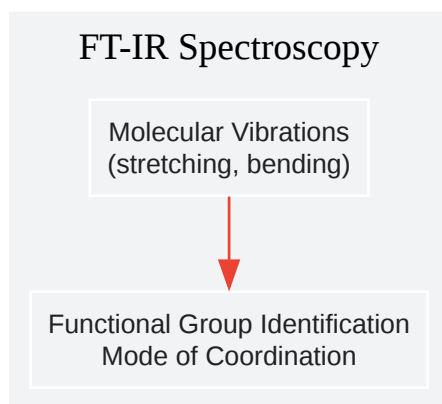 FT-IR Spectroscopy
Molecular Vibrations
(stretching, bending)
Functional Group Identification
Mode of Coordination